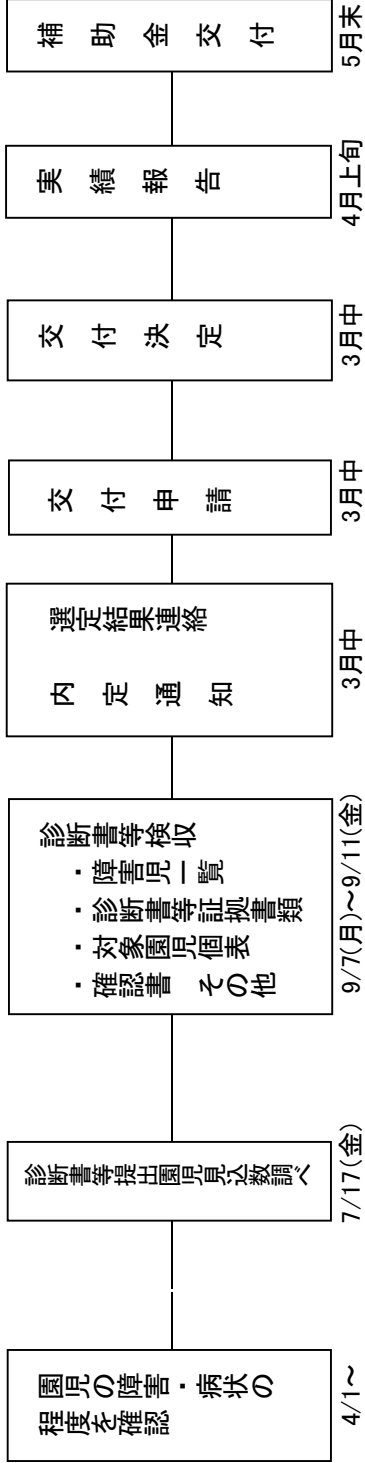 園児の障害・病状の
程度を確認
4/1～
診断書等提出園児見込数調べ
7/17(金)
診断書等検収
・障害児一覧
・診断書等証拠書類
・対象園児個表
・確認書　その他
9/7(月)～9/11(金)
選定結果連絡
内　定　通　知
3月中
交　付　申　請
3月中
交　付　決　定
3月中
実　績　報　告
4月上旬
補　助　金　交　付
5月末